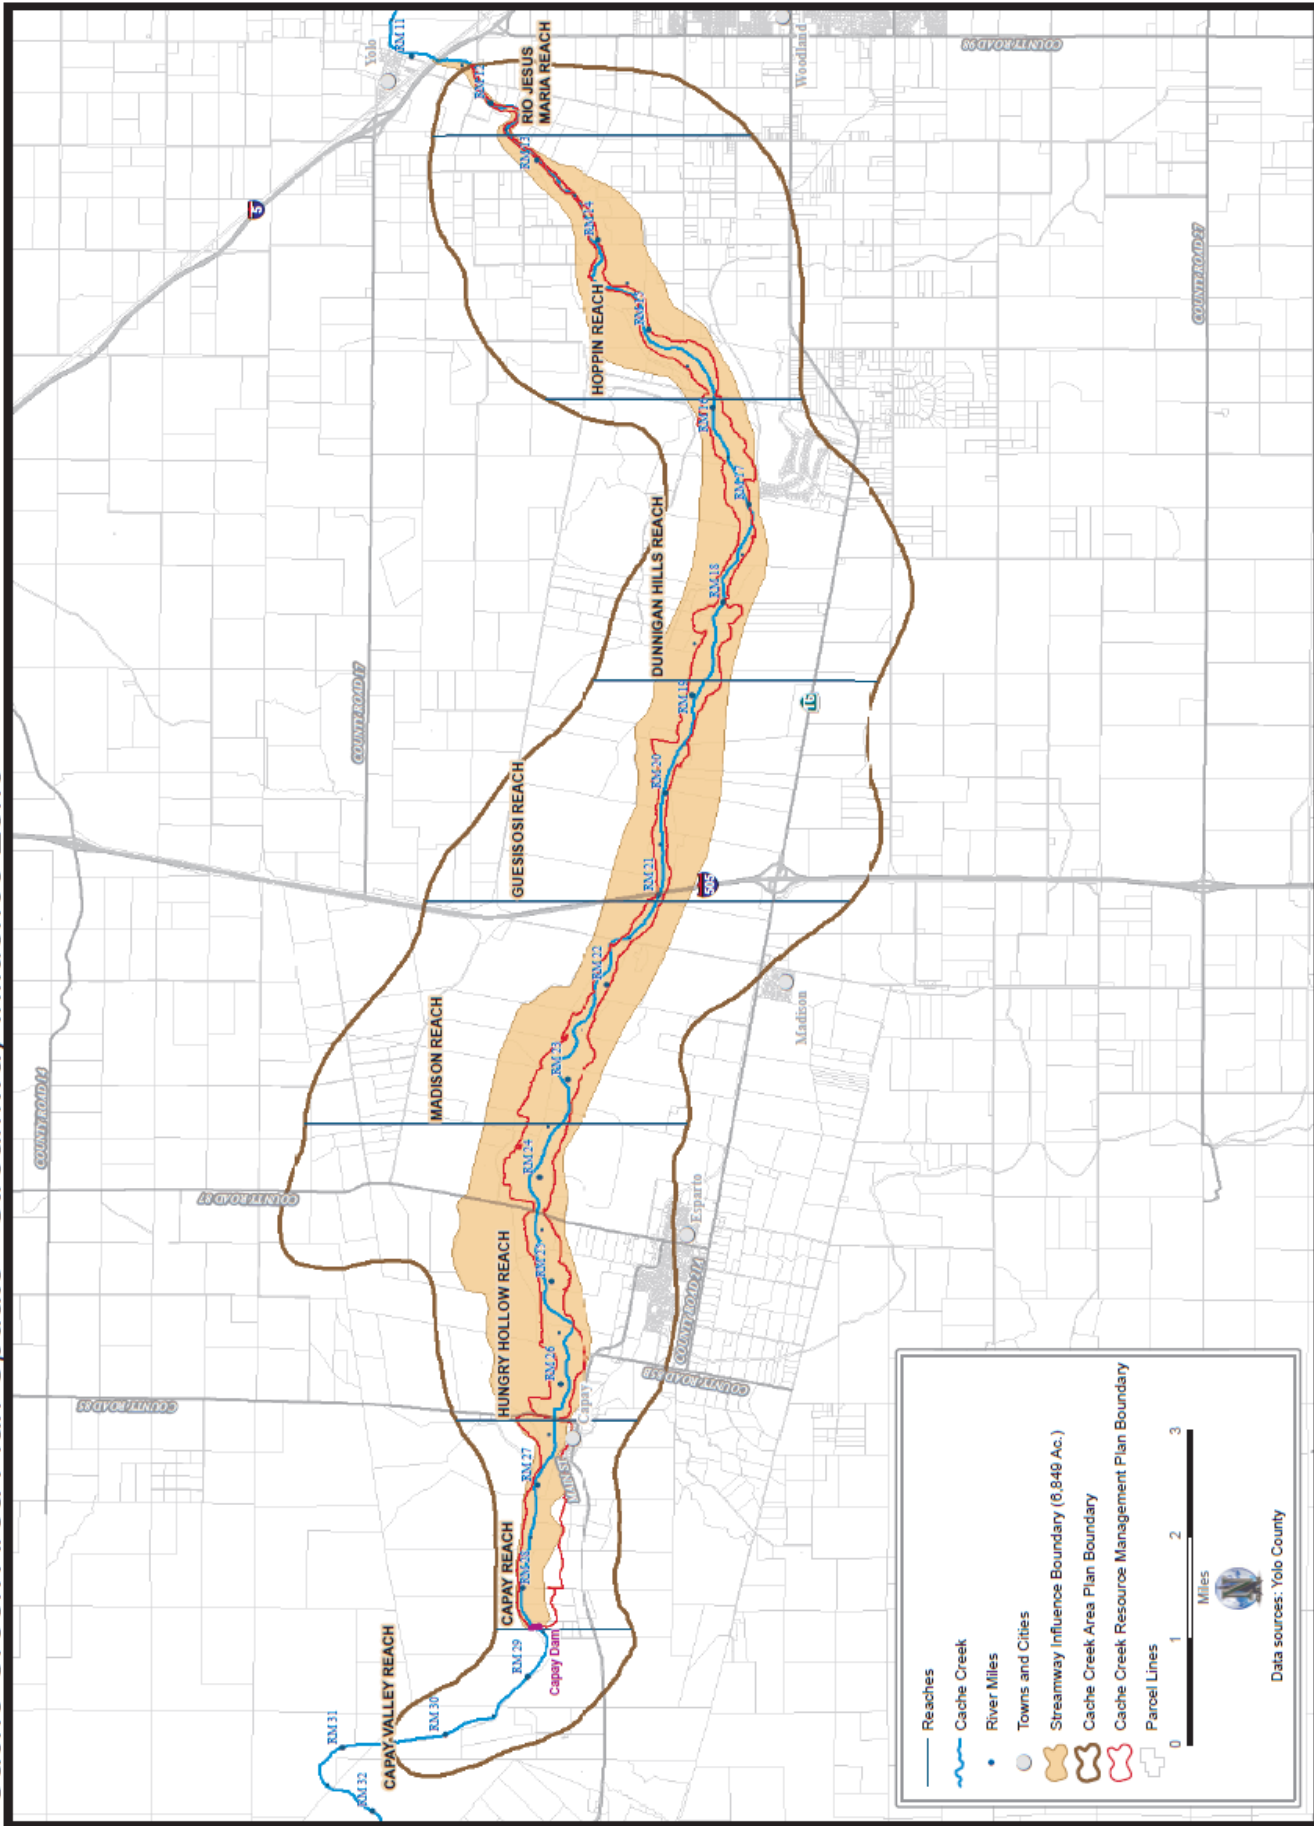 RM 11
Yolo
RM 12
RIO JESUS
MARIA REACH
Woodland
COUNTY ROAD 98
RM 13
5
RM 14
HOPPIN REACH
RM 15
COUNTY ROAD 27
RM 16
RM 17
DUNNIGAN HILLS REACH
RM 18
COUNTY ROAD 17
RM 19
16
GUESISOSI REACH
RM 20
RM 21
505
RM 22
MADISON REACH
Madison
RM 23
COUNTY ROAD 14
RM 24
COUNTY ROAD 87
Esparto
HUNGRY HOLLOW REACH
RM 25
COUNTY ROAD 21A
RM 26
COUNTY ROAD 85B
COUNTY ROAD 85
Capay
MAIN ST
RM 27
CAPAY REACH
RM 28
Capay Dam
RM 29
CAPAY VALLEY REACH
RM 30
RM 31
RM 32
Reaches
Cache Creek
River Miles
Towns and Cities
Streamway Influence Boundary (6,849 Ac.)
Cache Creek Area Plan Boundary
Cache Creek Resource Management Plan Boundary
Parcel Lines
0 1 2 3
Miles
N
Data sources: Yolo County